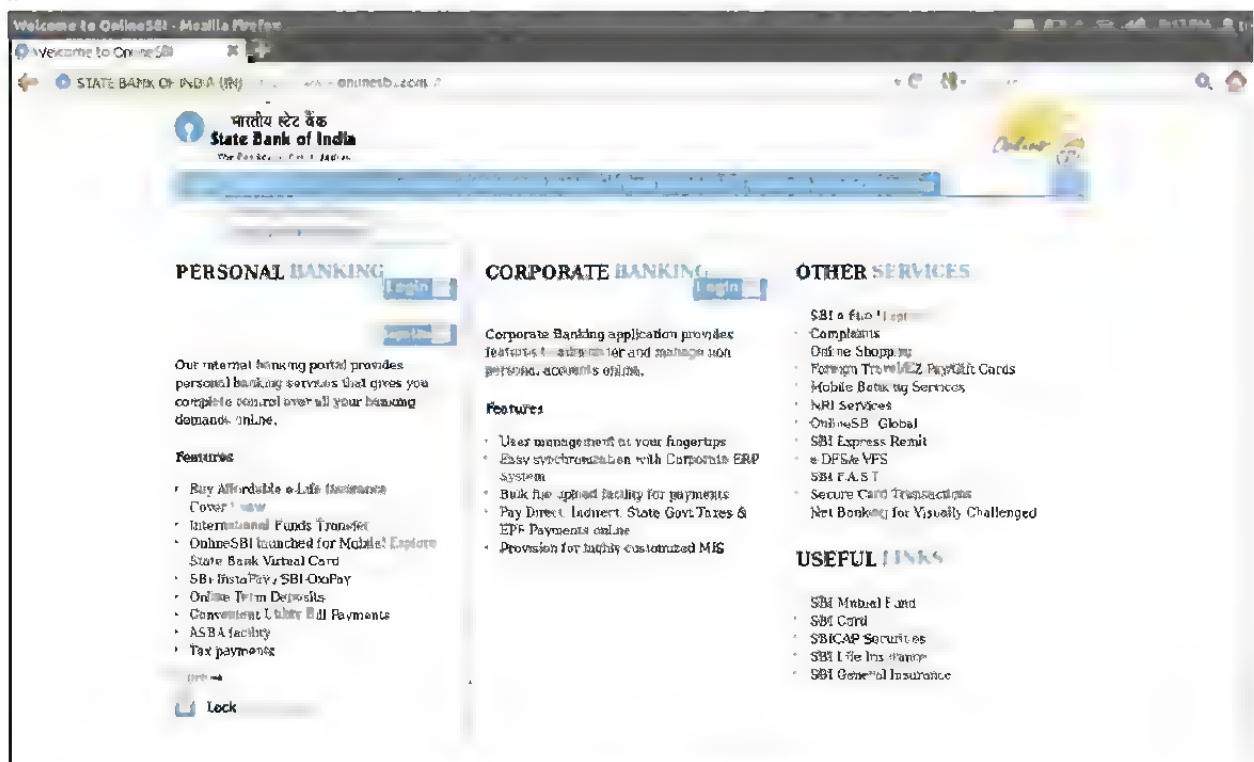 Welcome to OnlineSBI - Mozilla Firefox
Welcome to OnlineSBI
STATE BANK OF INDIA (IN)
भारतीय स्टेट बैंक
State Bank of India
Online
PERSONAL BANKING
Login
Our internet banking portal provides
personal banking services that gives you
complete control over all your banking
demands online.
Features
Buy Affordable e-Life Insurance
Cover
International Funds Transfer
OnlineSBI launched for Mobile! Explore
State Bank Virtual Card
SBI InstaPay / SBI OxiPay
Online Term Deposits
Convenient Utility Bill Payments
ASBA facility
Tax payments
Lock
CORPORATE BANKING
Login
Corporate Banking application provides
features to administer and manage non
personal accounts online.
Features
User management at your fingertips
Easy synchronization with Corporate ERP
System
Bulk file upload facility for payments
Pay Direct, Indirect, State Govt Taxes &
EPF Payments online
Provision for highly customized MIS
OTHER SERVICES
SBI
Complaints
Online Shopping
Foreign Travel/EZ Pay/Gift Cards
Mobile Banking Services
NRI Services
OnlineSBI Global
SBI Express Remit
e-DFS/e-VFS
SBI F.A.S.T
Secure Card Transactions
Net Banking for Visually Challenged
USEFUL LINKS
SBI Mutual Fund
SBI Card
SBICAP Securities
SBI Life Insurance
SBI General Insurance